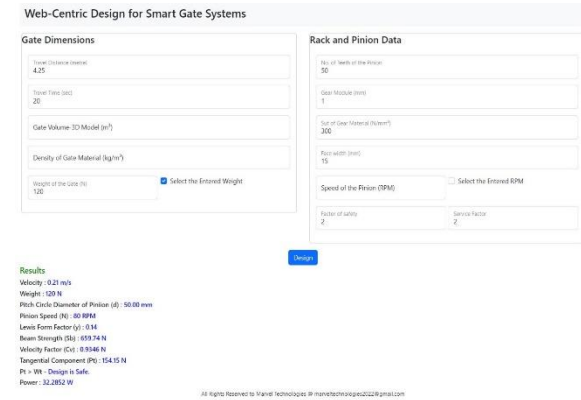 Web-Centric Design for Smart Gate Systems
Gate Dimensions
Travel Distance (meter)
4.25
Travel Time (sec)
20
Gate Volume-3D Model (m³)
Density of Gate Material (kg/m³)
Weight of the Gate (N)
120
Select the Entered Weight
Rack and Pinion Data
No. of Teeth of the Pinion
50
Gear Module (mm)
1
Sut of Gear Material (N/mm²)
300
Face width (mm)
15
Speed of the Pinion (RPM)
Select the Entered RPM
Factor of safety
2
Service Factor
2
Design
Results
Velocity : 0.21 m/s
Weight : 120 N
Pitch Circle Diameter of Pinion (d) : 50.00 mm
Pinion Speed (N) : 80 RPM
Lewis Form Factor (y) : 0.14
Beam Strength (Sb) : 659.74 N
Velocity Factor (Cv) : 0.9346 N
Tangential Component (Pt) : 154.15 N
Pt > Wt - Design is Safe.
Power : 32.2852 W
All Rights Reserved to Marvel Technologies @ marveltechnologies2022@gmail.com